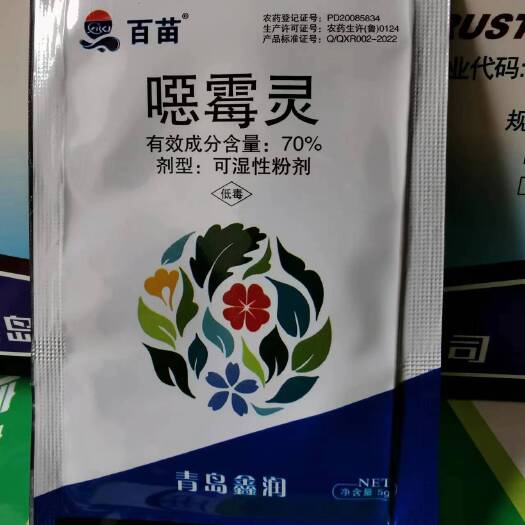 农药登记证号：PD20085834
生产许可证号：农药生许(鲁)0124
产品标准证号：Q/QXR002-2022
百苗®
噁霉灵
有效成分含量：70%
剂型：可湿性粉剂
低毒
青岛鑫润
NET
净含量 5g
RUST
业代码:
规
岛
司